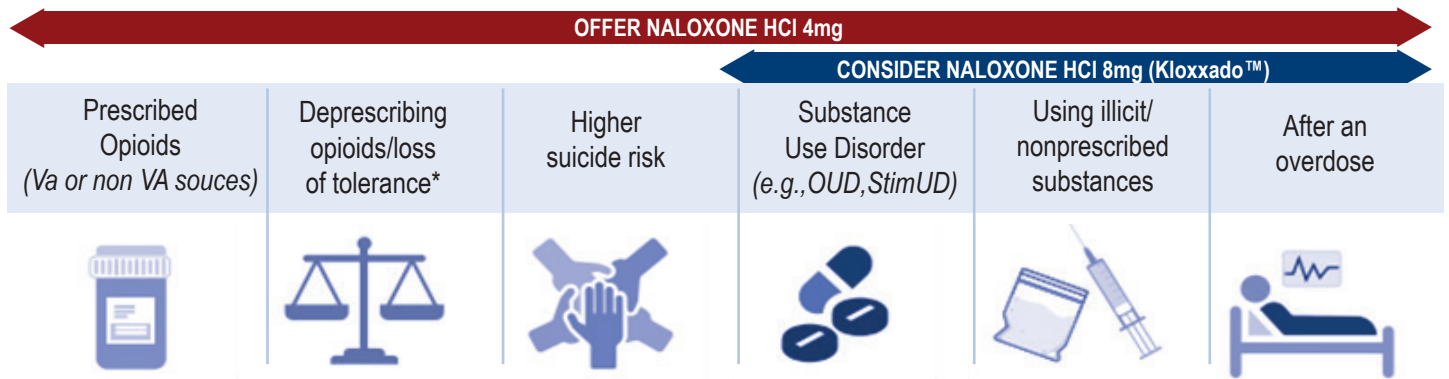 OFFER NALOXONE HCl 4mg
CONSIDER NALOXONE HCl 8mg (Kloxxado™)
Prescribed
Opioids
(Va or non VA souces)
Deprescribing
opioids/loss
of tolerance*
Higher
suicide risk
Substance
Use Disorder
(e.g.,OUD,StimUD)
Using illicit/
nonprescribed
substances
After an
overdose